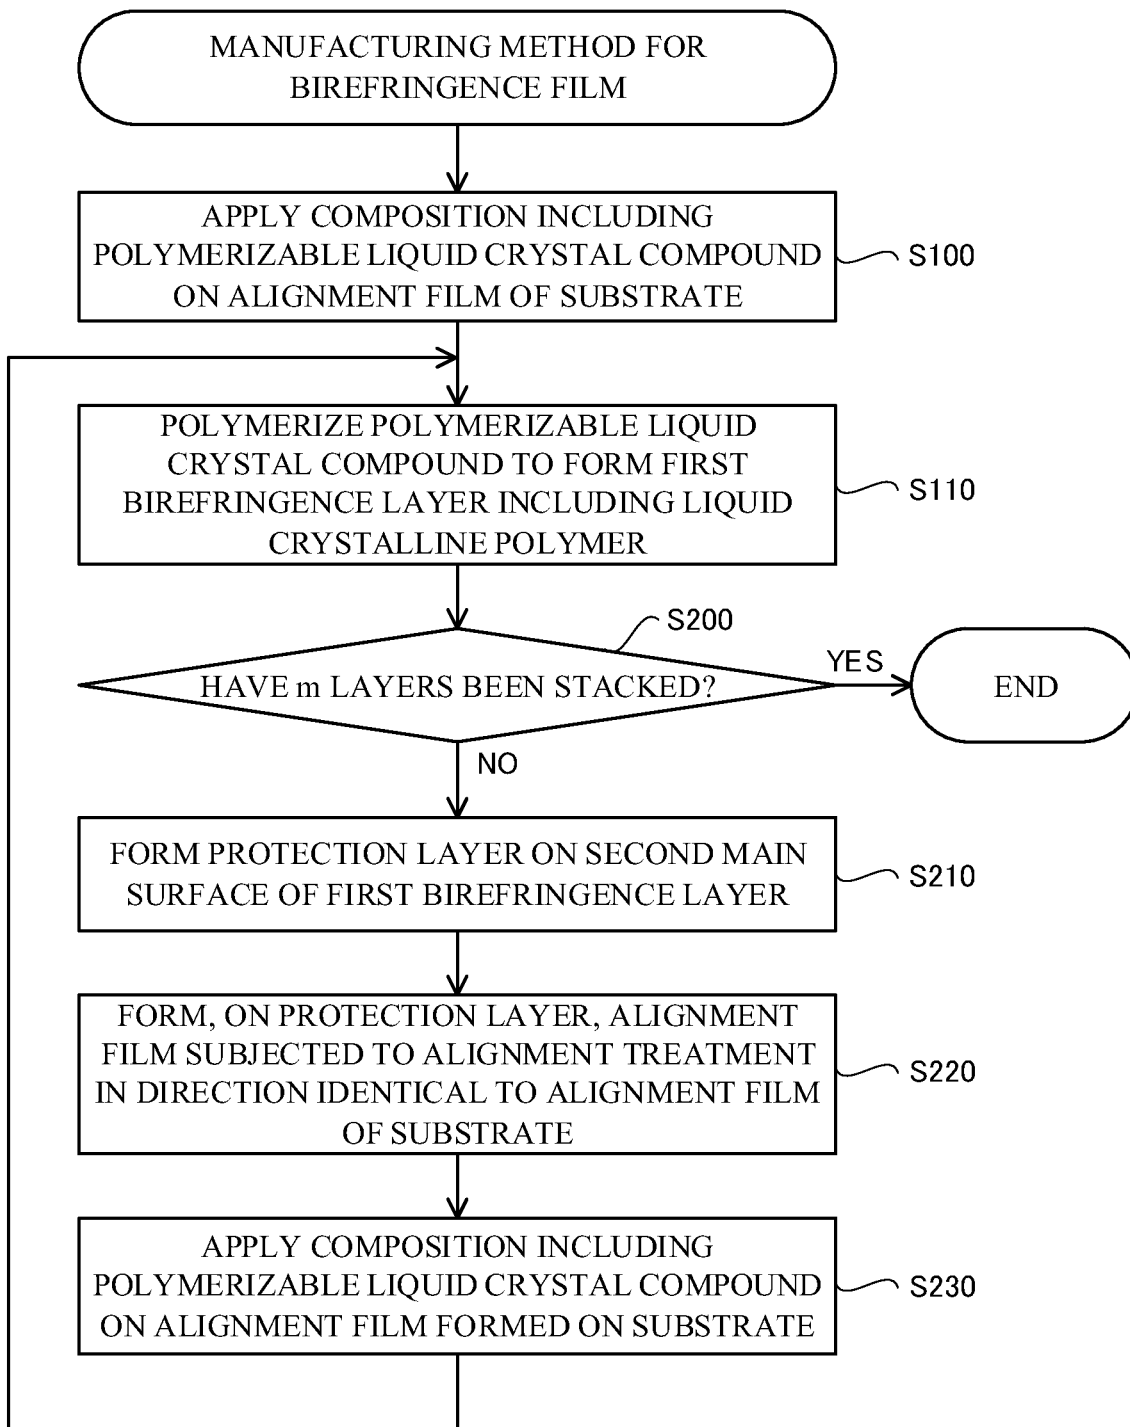 MANUFACTURING METHOD FOR
BIREFRINGENCE FILM
APPLY COMPOSITION INCLUDING
POLYMERIZABLE LIQUID CRYSTAL COMPOUND
ON ALIGNMENT FILM OF SUBSTRATE
S100
POLYMERIZE POLYMERIZABLE LIQUID
CRYSTAL COMPOUND TO FORM FIRST
BIREFRINGENCE LAYER INCLUDING LIQUID
CRYSTALLINE POLYMER
S110
S200
HAVE m LAYERS BEEN STACKED?
YES
END
NO
FORM PROTECTION LAYER ON SECOND MAIN
SURFACE OF FIRST BIREFRINGENCE LAYER
S210
FORM, ON PROTECTION LAYER, ALIGNMENT
FILM SUBJECTED TO ALIGNMENT TREATMENT
IN DIRECTION IDENTICAL TO ALIGNMENT FILM
OF SUBSTRATE
S220
APPLY COMPOSITION INCLUDING
POLYMERIZABLE LIQUID CRYSTAL COMPOUND
ON ALIGNMENT FILM FORMED ON SUBSTRATE
S230